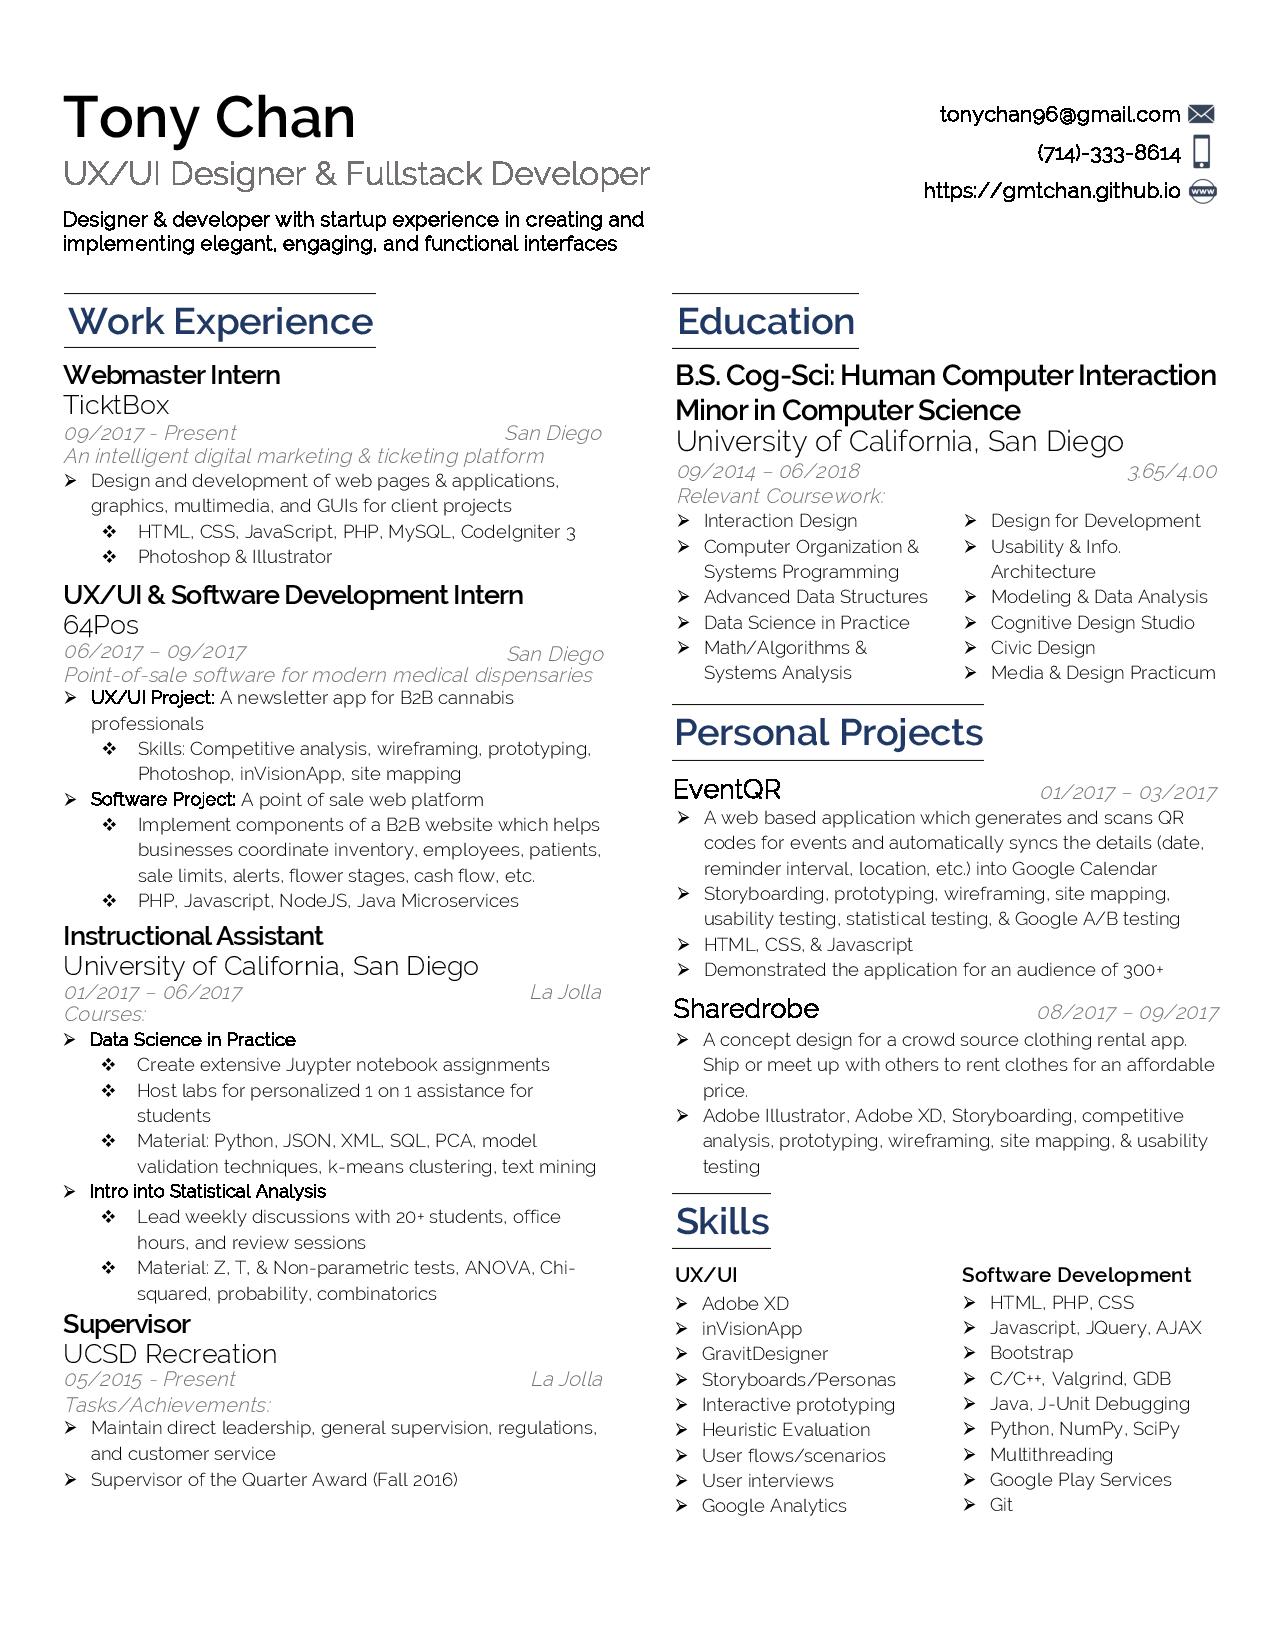 Tony Chan
UX/UI Designer & Fullstack Developer
Designer & developer with startup experience in creating and
implementing elegant, engaging, and functional interfaces
tonychan96@gmail.com
(714)-333-8614
https://gmtchan.github.io
www
Work Experience
Webmaster Intern
TicktBox
09/2017 - Present San Diego
An intelligent digital marketing & ticketing platform
➢ Design and development of web pages & applications,
graphics, multimedia, and GUIs for client projects
❖ HTML, CSS, JavaScript, PHP, MySQL, CodeIgniter 3
❖ Photoshop & Illustrator
UX/UI & Software Development Intern
64Pos
06/2017 – 09/2017 San Diego
Point-of-sale software for modern medical dispensaries
➢ UX/UI Project: A newsletter app for B2B cannabis
professionals
❖ Skills: Competitive analysis, wireframing, prototyping,
Photoshop, inVisionApp, site mapping
➢ Software Project: A point of sale web platform
❖ Implement components of a B2B website which helps
businesses coordinate inventory, employees, patients,
sale limits, alerts, flower stages, cash flow, etc.
❖ PHP, Javascript, NodeJS, Java Microservices
Instructional Assistant
University of California, San Diego
01/2017 – 06/2017 La Jolla
Courses:
➢ Data Science in Practice
❖ Create extensive Juypter notebook assignments
❖ Host labs for personalized 1 on 1 assistance for
students
❖ Material: Python, JSON, XML, SQL, PCA, model
validation techniques, k-means clustering, text mining
➢ Intro into Statistical Analysis
❖ Lead weekly discussions with 20+ students, office
hours, and review sessions
❖ Material: Z, T, & Non-parametric tests, ANOVA, Chi-
squared, probability, combinatorics
Supervisor
UCSD Recreation
05/2015 - Present La Jolla
Tasks/Achievements:
➢ Maintain direct leadership, general supervision, regulations,
and customer service
➢ Supervisor of the Quarter Award (Fall 2016)
Education
B.S. Cog-Sci: Human Computer Interaction
Minor in Computer Science
University of California, San Diego
09/2014 – 06/2018 3.65/4.00
Relevant Coursework:
➢ Interaction Design
➢ Computer Organization &
Systems Programming
➢ Advanced Data Structures
➢ Data Science in Practice
➢ Math/Algorithms &
Systems Analysis
➢ Design for Development
➢ Usability & Info.
Architecture
➢ Modeling & Data Analysis
➢ Cognitive Design Studio
➢ Civic Design
➢ Media & Design Practicum
Personal Projects
EventQR 01/2017 – 03/2017
➢ A web based application which generates and scans QR
codes for events and automatically syncs the details (date,
reminder interval, location, etc.) into Google Calendar
➢ Storyboarding, prototyping, wireframing, site mapping,
usability testing, statistical testing, & Google A/B testing
➢ HTML, CSS, & Javascript
➢ Demonstrated the application for an audience of 300+
Sharedrobe 08/2017 – 09/2017
➢ A concept design for a crowd source clothing rental app.
Ship or meet up with others to rent clothes for an affordable
price.
➢ Adobe Illustrator, Adobe XD, Storyboarding, competitive
analysis, prototyping, wireframing, site mapping, & usability
testing
Skills
UX/UI
➢ Adobe XD
➢ inVisionApp
➢ GravitDesigner
➢ Storyboards/Personas
➢ Interactive prototyping
➢ Heuristic Evaluation
➢ User flows/scenarios
➢ User interviews
➢ Google Analytics
Software Development
➢ HTML, PHP, CSS
➢ Javascript, JQuery, AJAX
➢ Bootstrap
➢ C/C++, Valgrind, GDB
➢ Java, J-Unit Debugging
➢ Python, NumPy, SciPy
➢ Multithreading
➢ Google Play Services
➢ Git